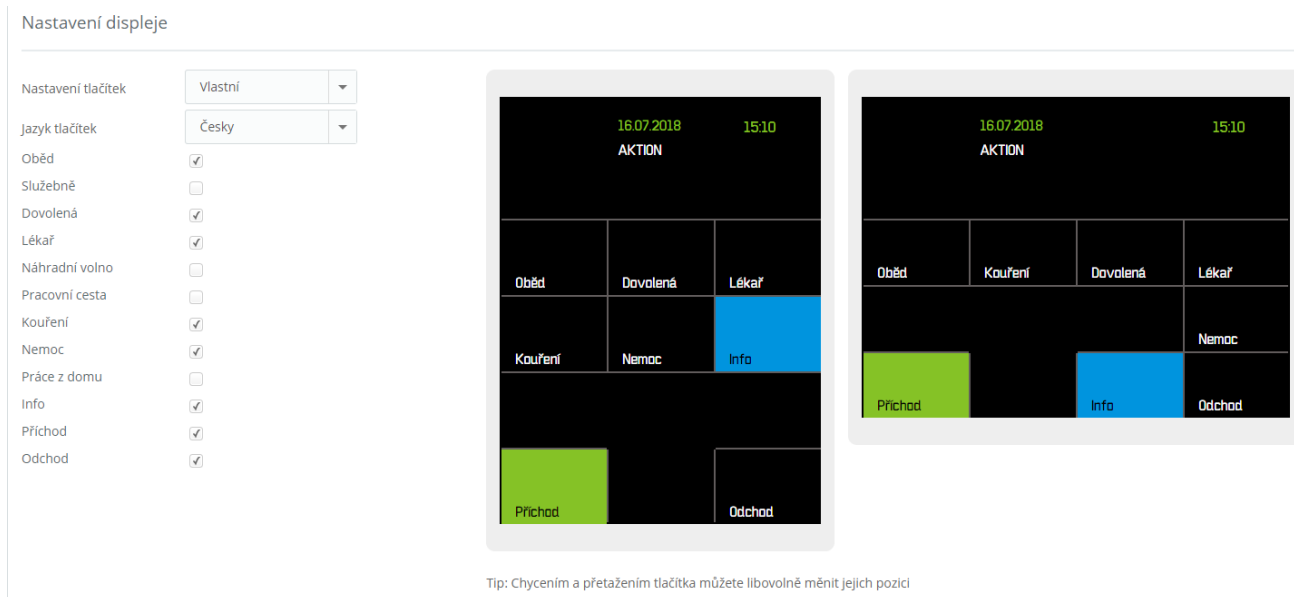 Nastavení displeje
Nastavení tlačítek
Vlastní
Jazyk tlačítek
Česky
Oběd
Služebně
Dovolená
Lékař
Náhradní volno
Pracovní cesta
Kouření
Nemoc
Práce z domu
Info
Příchod
Odchod
16.07.2018 15:10
AKTION
Oběd Dovolená Lékař
Kouření Nemoc Info
Příchod Odchod
16.07.2018 15:10
AKTION
Oběd Kouření Dovolená Lékař
Nemoc
Příchod Info Odchod
Tip: Chycením a přetažením tlačítka můžete libovolně měnit jejich pozici